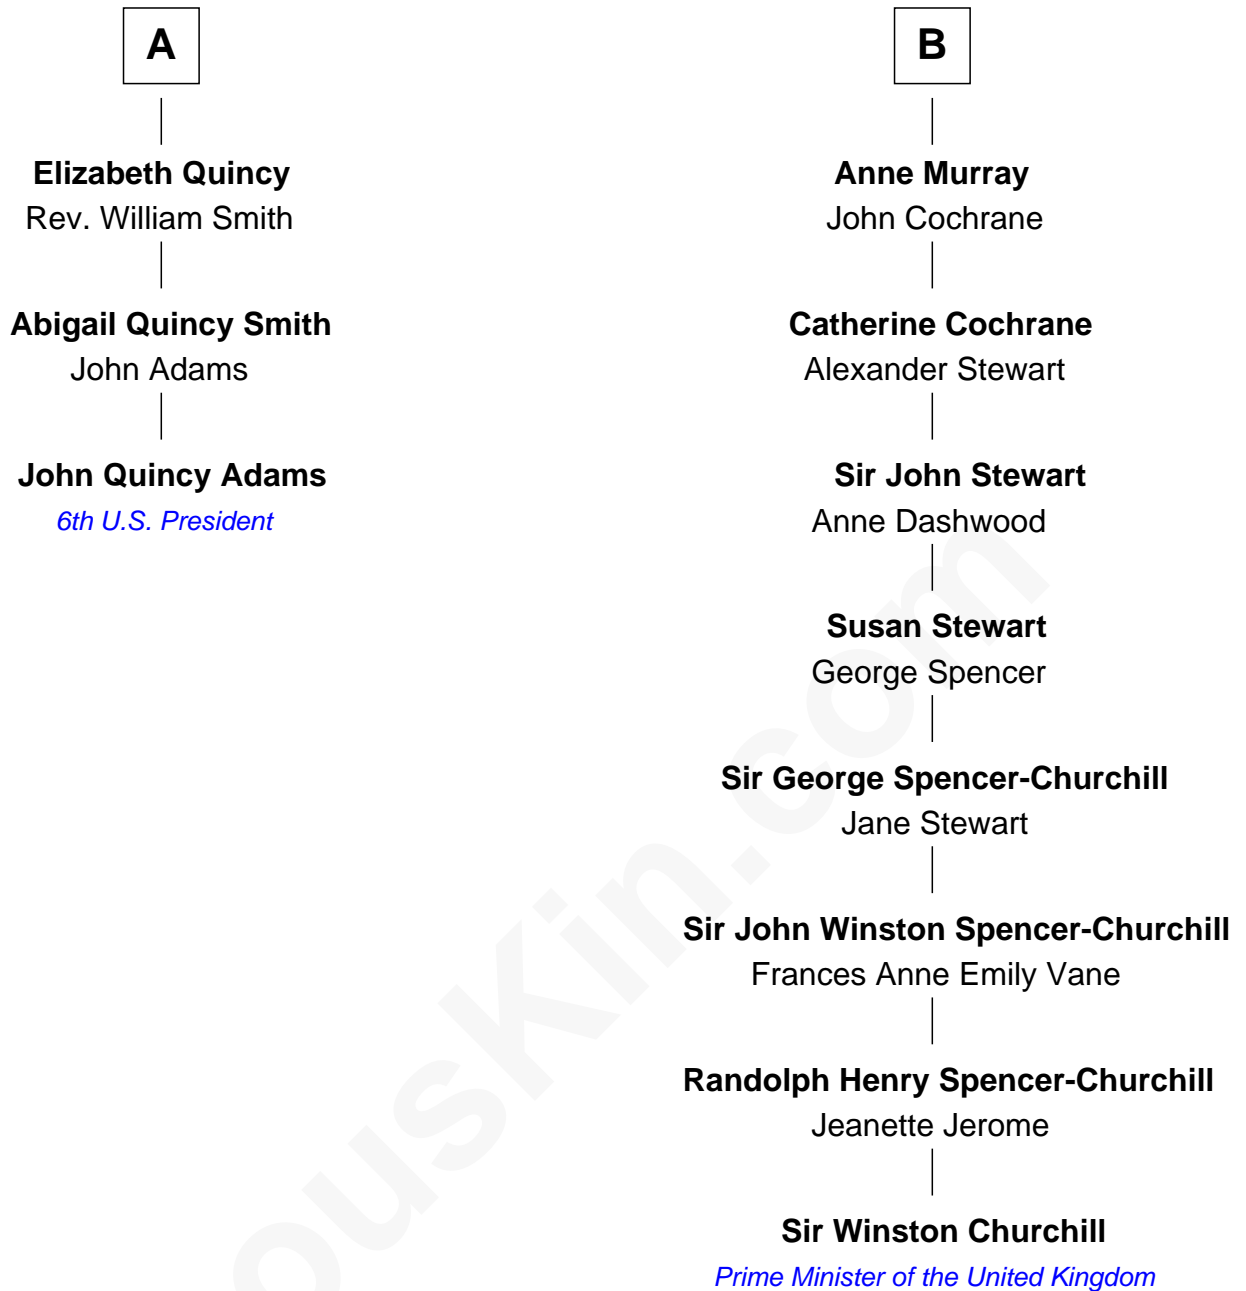 A
Elizabeth Quincy
Rev. William Smith
Abigail Quincy Smith
John Adams
John Quincy Adams
6th U.S. President
B
Anne Murray
John Cochrane
Catherine Cochrane
Alexander Stewart
Sir John Stewart
Anne Dashwood
Susan Stewart
George Spencer
Sir George Spencer-Churchill
Jane Stewart
Sir John Winston Spencer-Churchill
Frances Anne Emily Vane
Randolph Henry Spencer-Churchill
Jeanette Jerome
Sir Winston Churchill
Prime Minister of the United Kingdom
ousKin.com